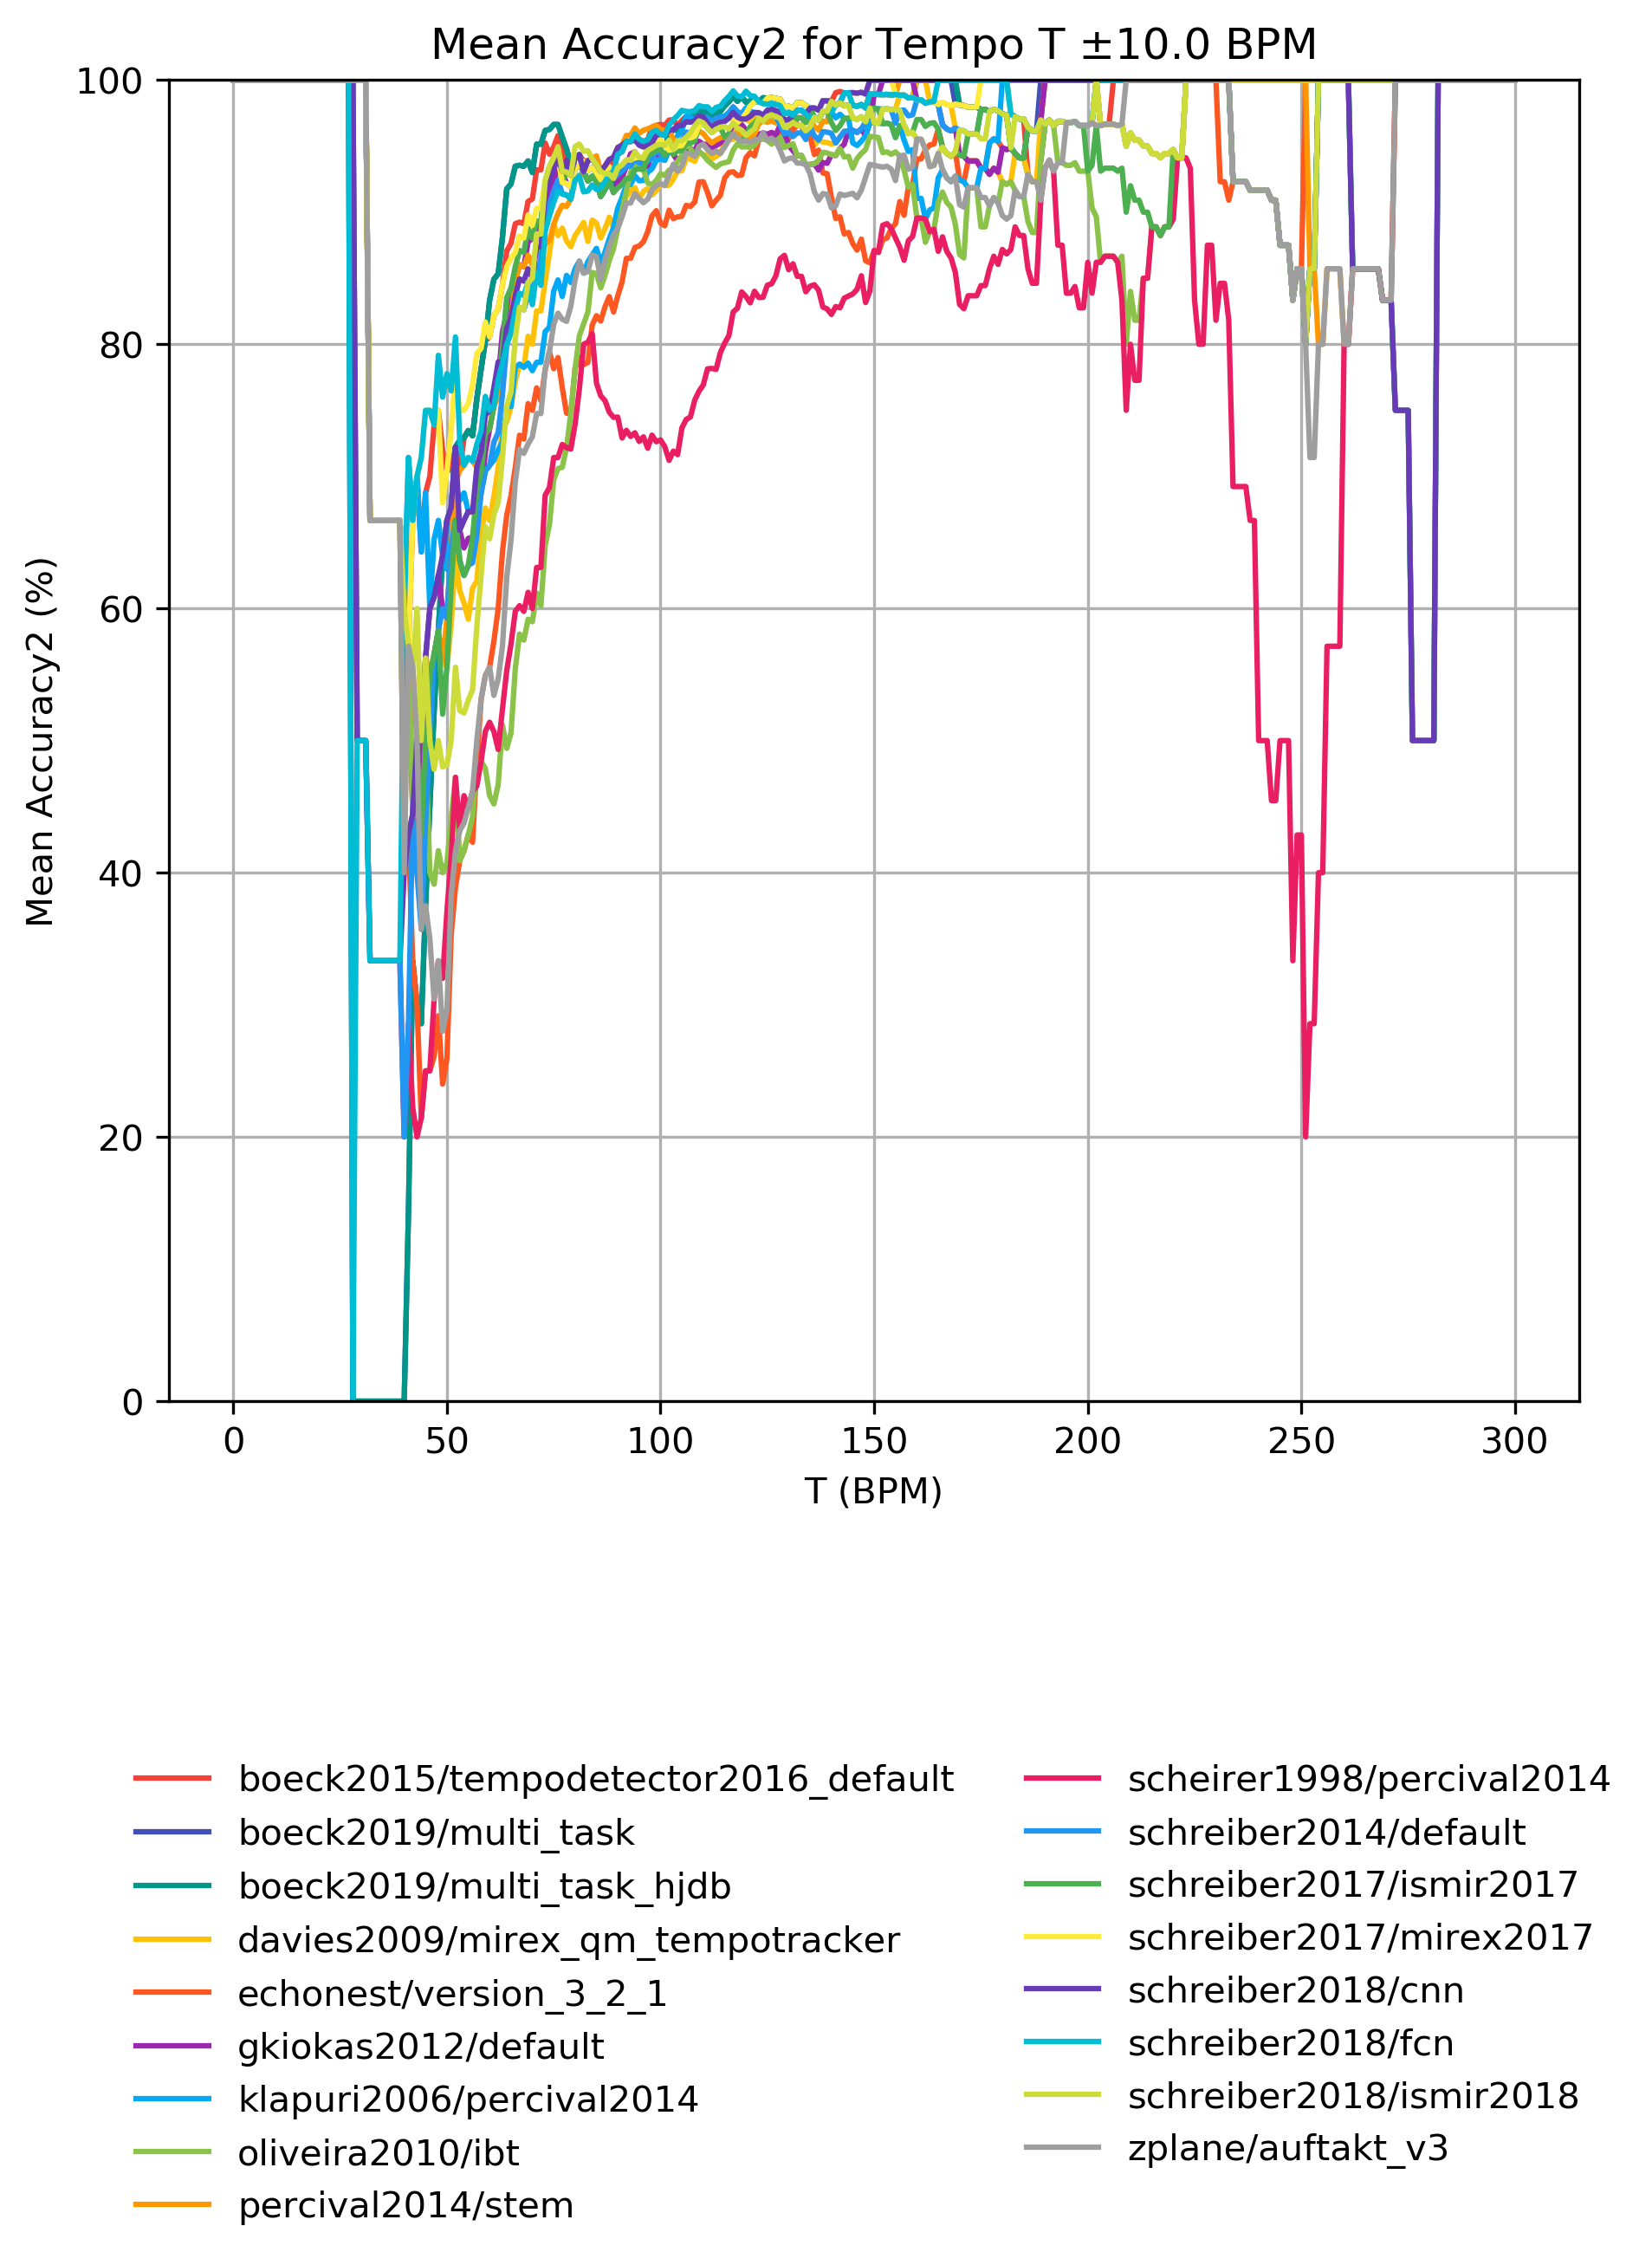 Mean Accuracy2 for Tempo T ±10.0 BPM
Mean Accuracy2 (%)
100
80
60
40
20
0
0 50 100 150 200 250 300
T (BPM)
boeck2015/tempodetector2016_default
boeck2019/multi_task
boeck2019/multi_task_hjdb
davies2009/mirex_qm_tempotracker
echonest/version_3_2_1
gkiokas2012/default
klapuri2006/percival2014
oliveira2010/ibt
percival2014/stem
scheirer1998/percival2014
schreiber2014/default
schreiber2017/ismir2017
schreiber2017/mirex2017
schreiber2018/cnn
schreiber2018/fcn
schreiber2018/ismir2018
zplane/auftakt_v3